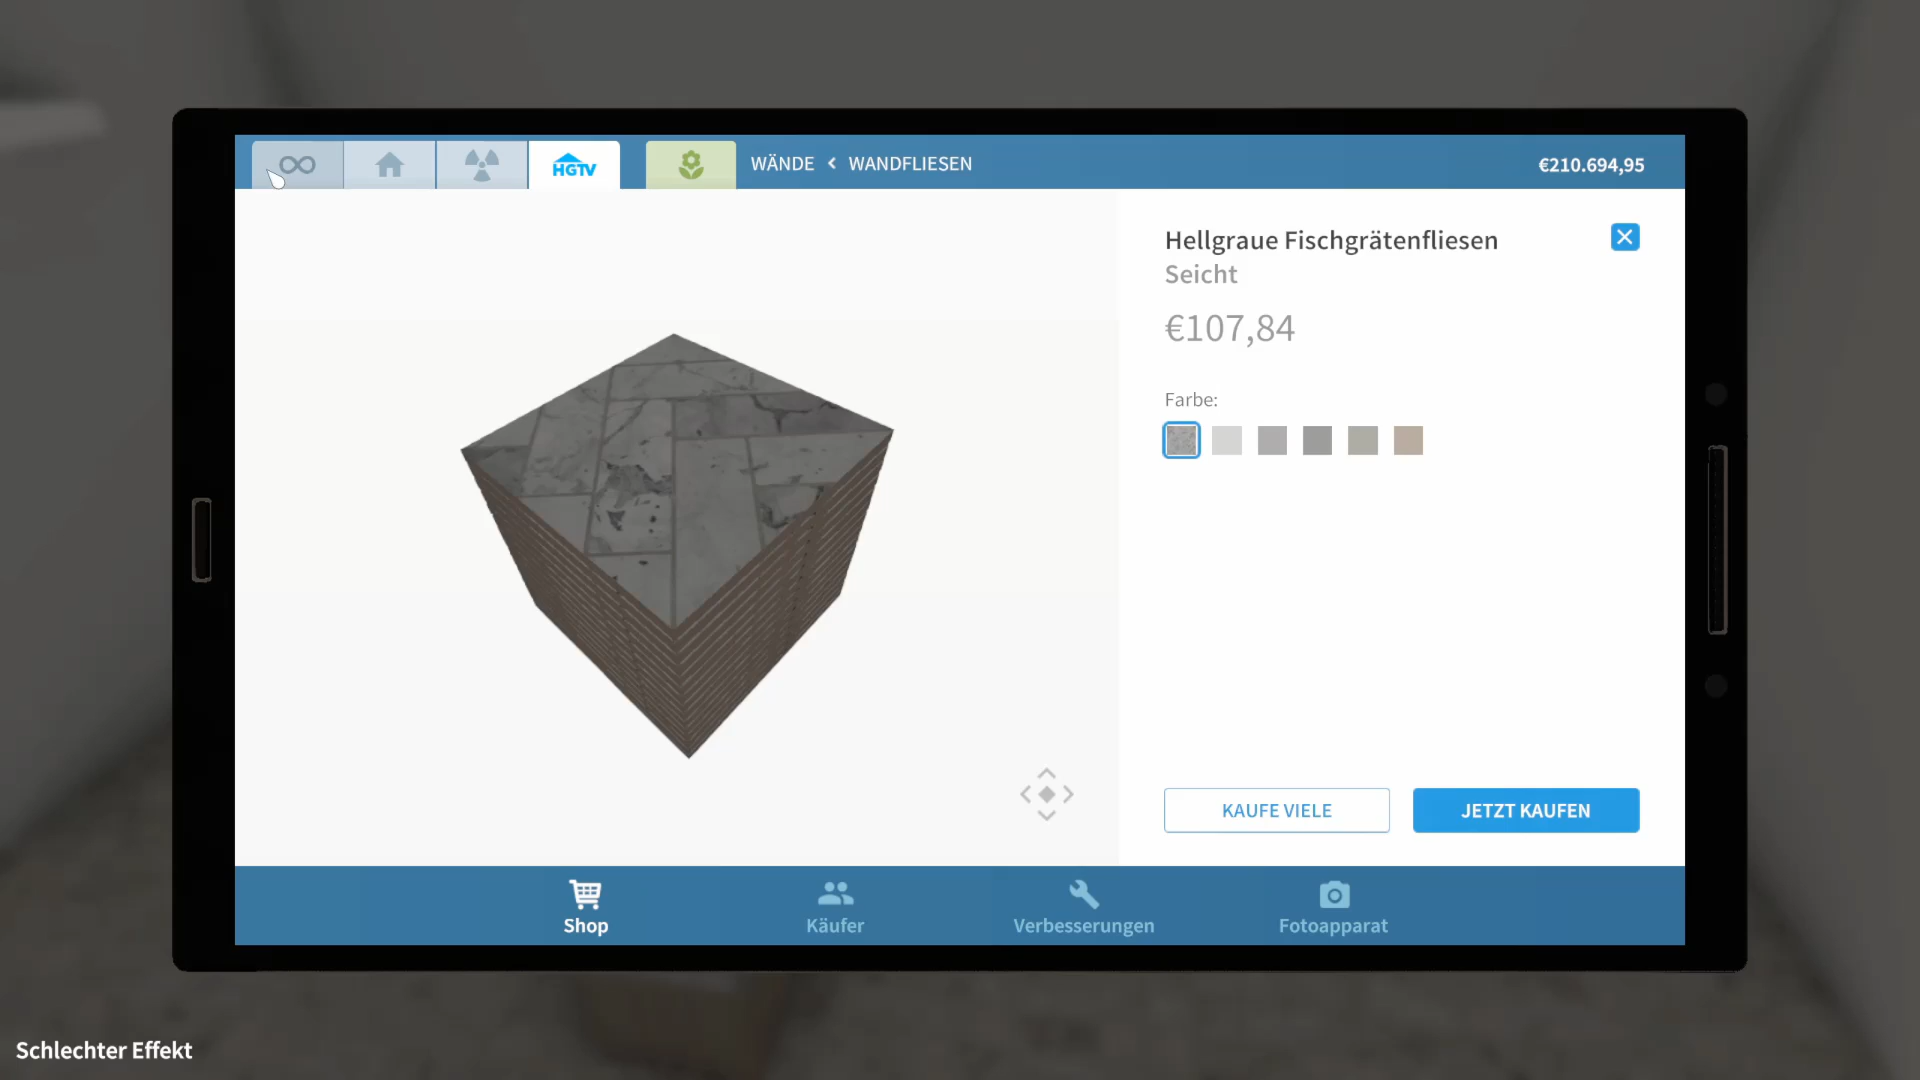 HGTV
WÄNDE < WANDFLIESEN
€210.694,95
Hellgraue Fischgrätenfliesen
Seicht
€107,84
Farbe:
KAUFE VIELE
JETZT KAUFEN
Shop
Käufer
Verbesserungen
Fotoapparat
Schlechter Effekt